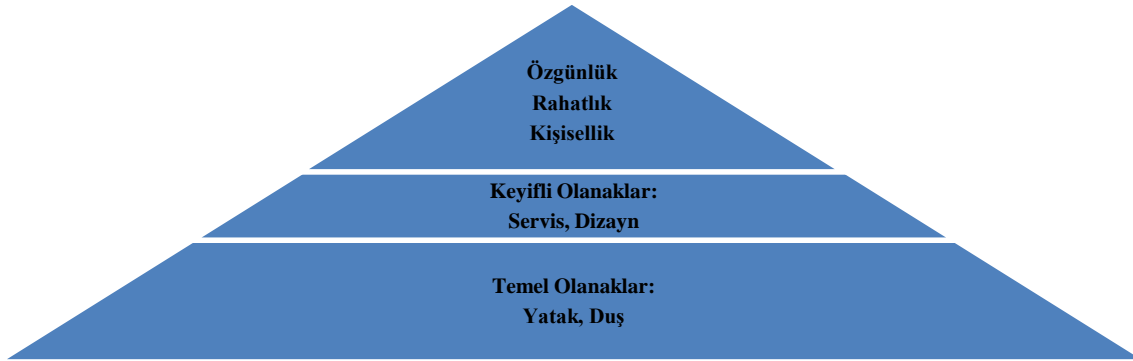 Özgünlük
Rahatlık
Kişisellik
Keyifli Olanaklar:
Servis, Dizayn
Temel Olanaklar:
Yatak, Duş